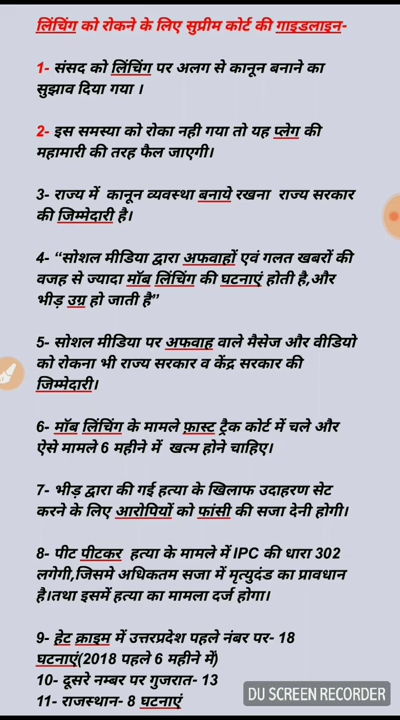 लिंचिंग को रोकने के लिए सुप्रीम कोर्ट की गाइडलाइन-
1- संसद को लिंचिंग पर अलग से कानून बनाने का
सुझाव दिया गया ।
2- इस समस्या को रोका नही गया तो यह प्लेग की
महामारी की तरह फैल जाएगी।
3- राज्य में कानून व्यवस्था बनाये रखना राज्य सरकार
की जिम्मेदारी है।
4- “सोशल मीडिया द्वारा अफवाहों एवं गलत खबरों की
वजह से ज्यादा मॉब लिंचिंग की घटनाएं होती है,और
भीड़ उग्र हो जाती है”
5- सोशल मीडिया पर अफवाह वाले मैसेज और वीडियो
को रोकना भी राज्य सरकार व केंद्र सरकार की
जिम्मेदारी।
6- मॉब लिंचिंग के मामले फ़ास्ट ट्रैक कोर्ट में चले और
ऐसे मामले 6 महीने में खत्म होने चाहिए।
7- भीड़ द्वारा की गई हत्या के खिलाफ उदाहरण सेट
करने के लिए आरोपियों को फांसी की सजा देनी होगी।
8- पीट पीटकर हत्या के मामले में IPC की धारा 302
लगेगी,जिसमे अधिकतम सजा में मृत्युदंड का प्रावधान
है।तथा इसमें हत्या का मामला दर्ज होगा।
9- हेट क्राइम में उत्तरप्रदेश पहले नंबर पर- 18
घटनाएं(2018 पहले 6 महीने में)
10- दूसरे नम्बर पर गुजरात- 13
11- राजस्थान- 8 घटनाएं
DU SCREEN RECORDER